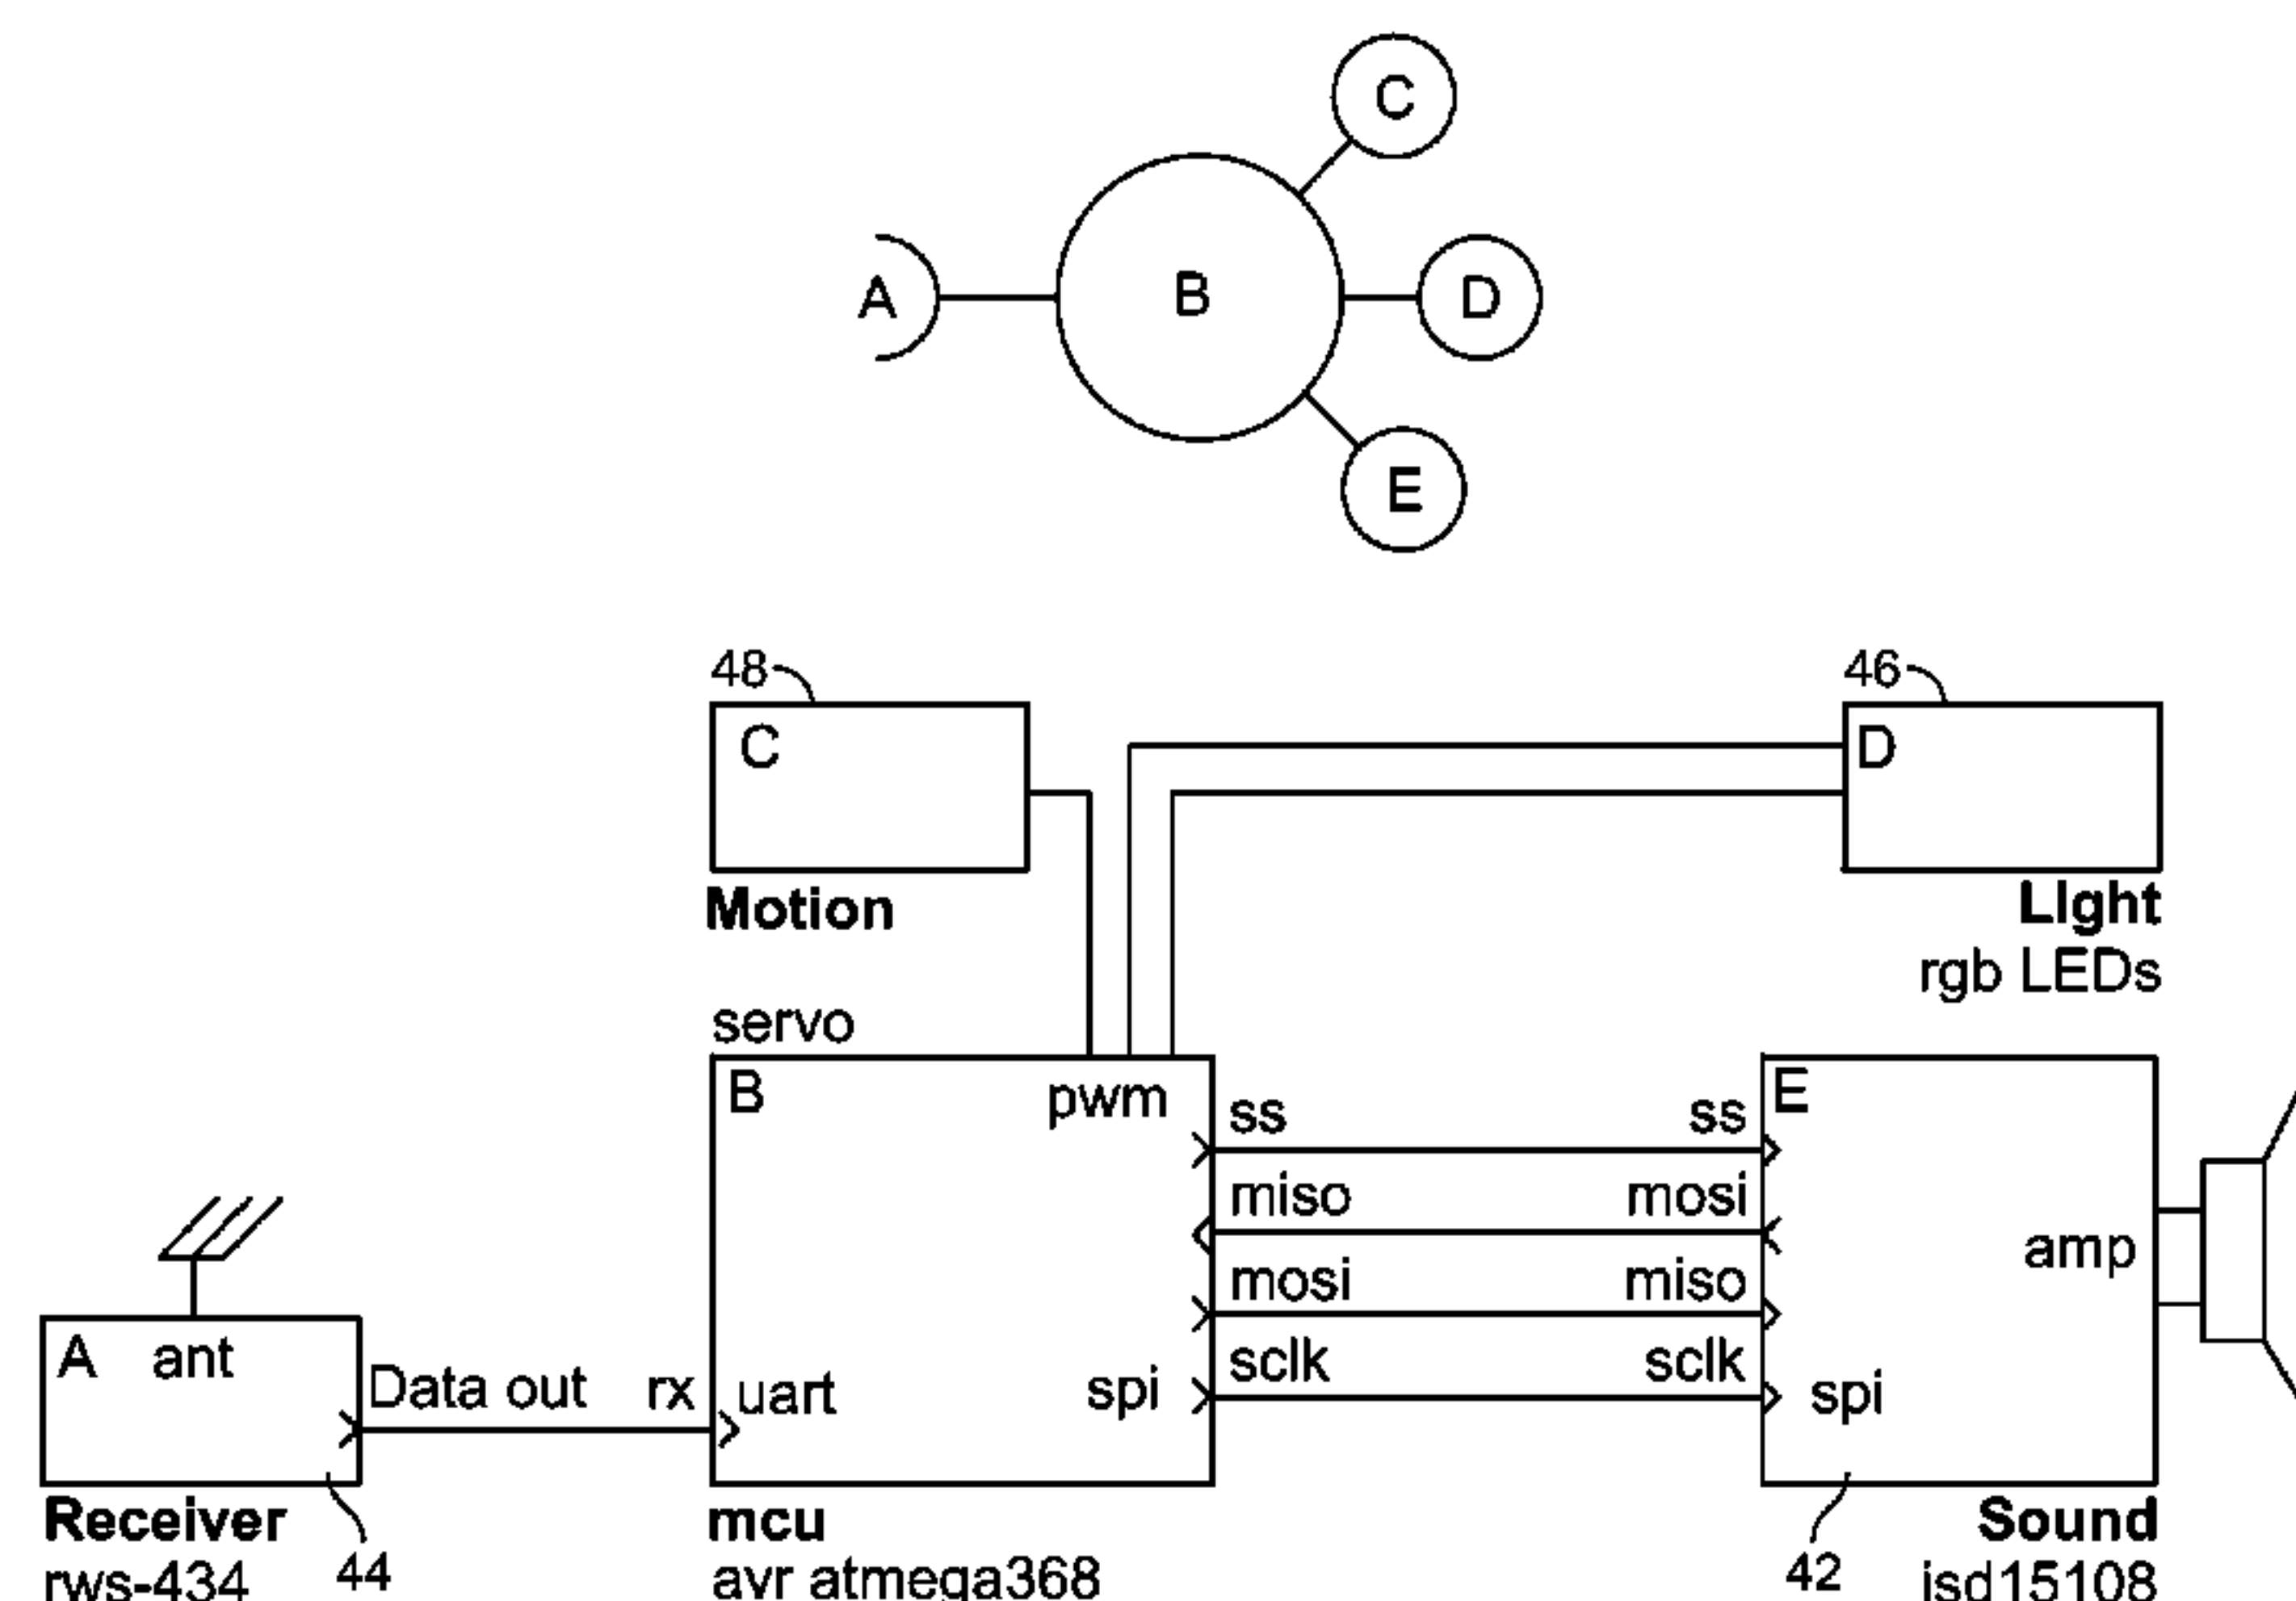 C
A
B
D
E
48
46
C
D
Motion
LIght
rgb LEDs
servo
B
pwm
ss
ss
E
miso
mosi
amp
mosi
miso
A
ant
Data out
rx
uart
spi
sclk
sclk
spi
Receiver
rws-434
44
mcu
avr atmega368
42
Sound
isd15108